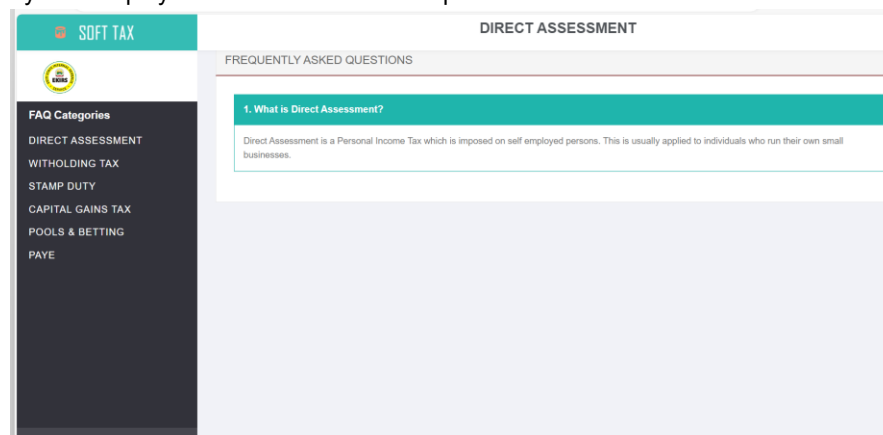 SOFT TAX
DIRECT ASSESSMENT
FREQUENTLY ASKED QUESTIONS
EKIRS
1. What is Direct Assessment?
Direct Assessment is a Personal Income Tax which is imposed on self employed persons. This is usually applied to individuals who run their own small
businesses.
FAQ Categories
DIRECT ASSESSMENT
WITHOLDING TAX
STAMP DUTY
CAPITAL GAINS TAX
POOLS & BETTING
PAYE